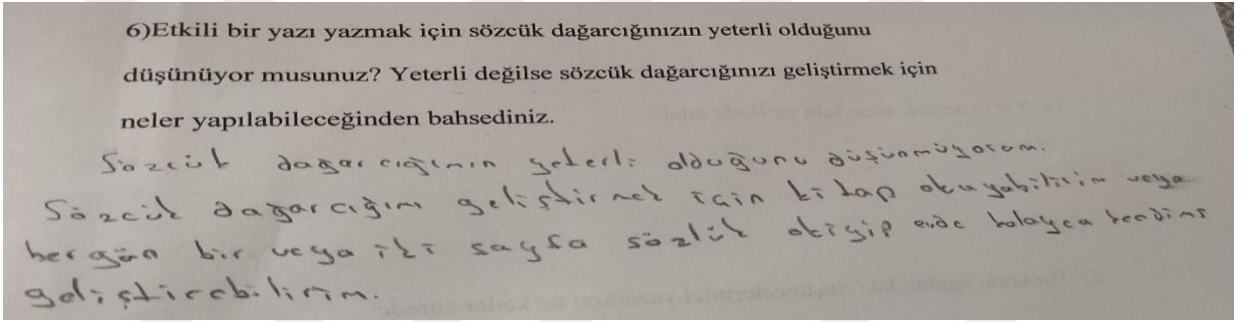 6)Etkili bir yazı yazmak için sözcük dağarcığınızın yeterli olduğunu
düşünüyor musunuz? Yeterli değilse sözcük dağarcığınızı geliştirmek için
neler yapılabileceğinden bahsediniz.
Sözcük dağarcığımın yeterli olduğunu düşünmüyorum.
Sözcük dağarcığımı geliştirmek için kitap okuyabilirim veya
hergün bir veya iki sayfa sözlük okiyip evde kolayca kendimi
geliştirebilirim.